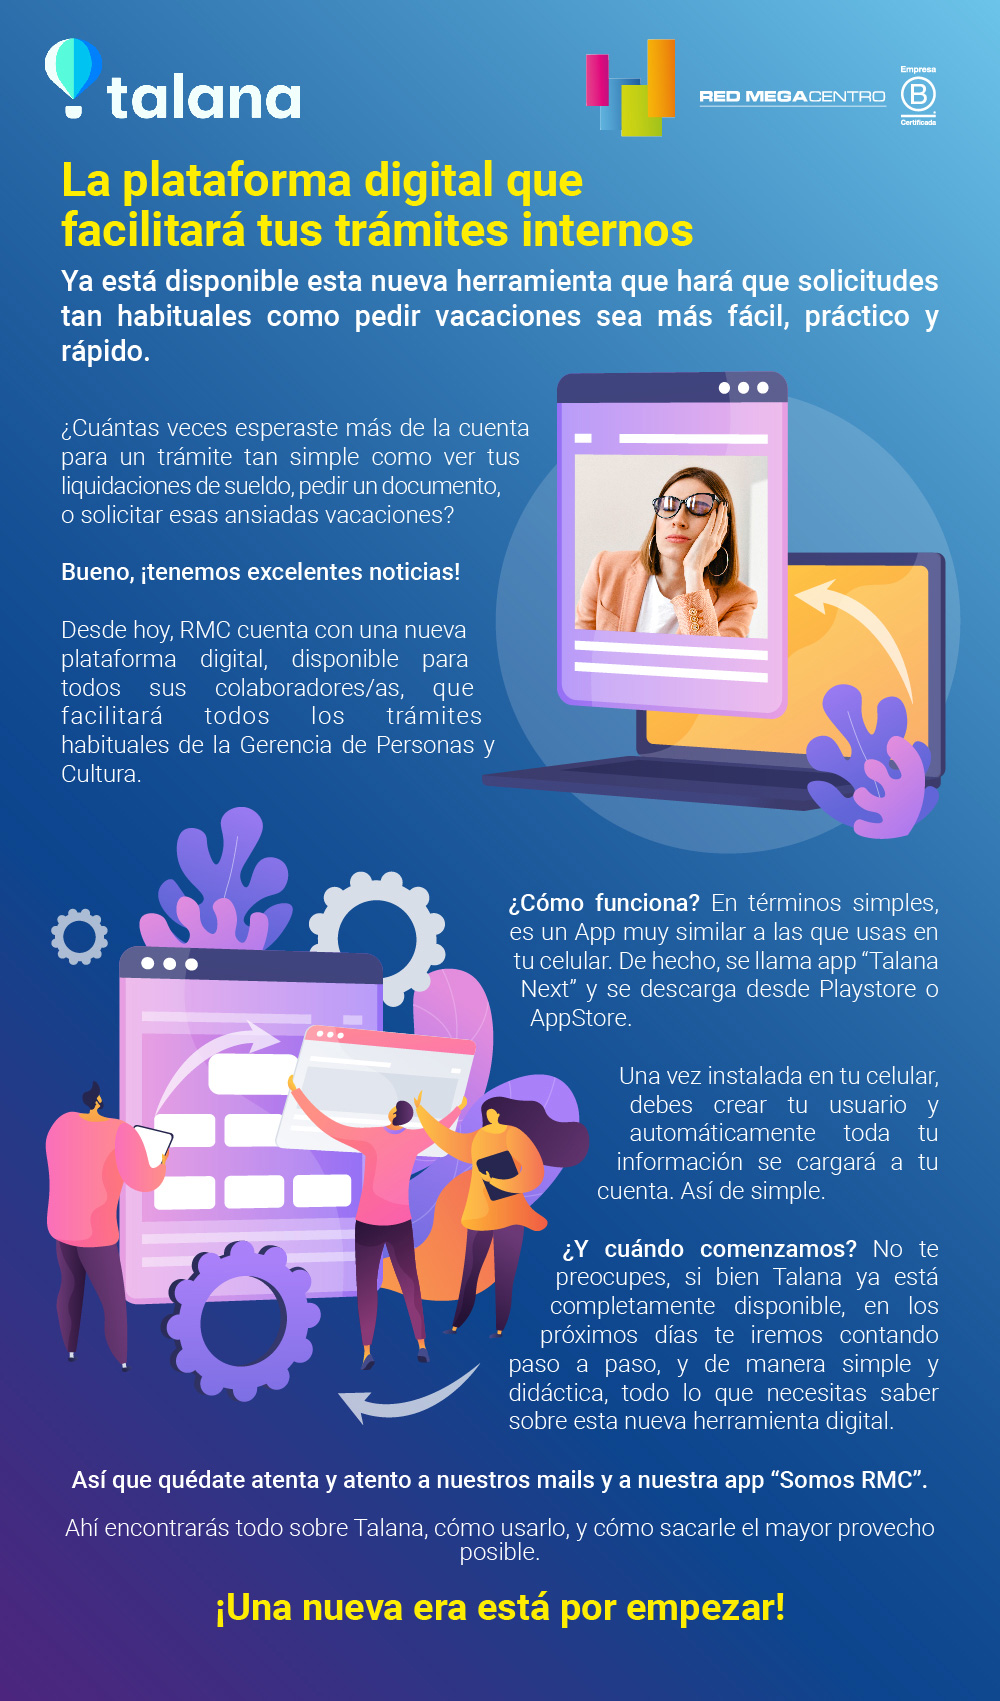 talana
RED MEGACENTRO
Empresa
B
Certificada
La plataforma digital que
facilitará tus trámites internos
Ya está disponible esta nueva herramienta que hará que solicitudes
tan habituales como pedir vacaciones sea más fácil, práctico y
rápido.
¿Cuántas veces esperaste más de la cuenta
para un trámite tan simple como ver tus
liquidaciones de sueldo, pedir un documento,
o solicitar esas ansiadas vacaciones?
Bueno, ¡tenemos excelentes noticias!
Desde hoy, RMC cuenta con una nueva
plataforma digital, disponible para
todos sus colaboradores/as, que
facilitará todos los trámites
habituales de la Gerencia de Personas y
Cultura.
¿Cómo funciona? En términos simples,
es un App muy similar a las que usas en
tu celular. De hecho, se llama app “Talana
Next” y se descarga desde Playstore o
AppStore.
Una vez instalada en tu celular,
debes crear tu usuario y
automáticamente toda tu
información se cargará a tu
cuenta. Así de simple.
¿Y cuándo comenzamos? No te
preocupes, si bien Talana ya está
completamente disponible, en los
próximos días te iremos contando
paso a paso, y de manera simple y
didáctica, todo lo que necesitas saber
sobre esta nueva herramienta digital.
Así que quédate atenta y atento a nuestros mails y a nuestra app “Somos RMC”.
Ahí encontrarás todo sobre Talana, cómo usarlo, y cómo sacarle el mayor provecho
posible.
¡Una nueva era está por empezar!